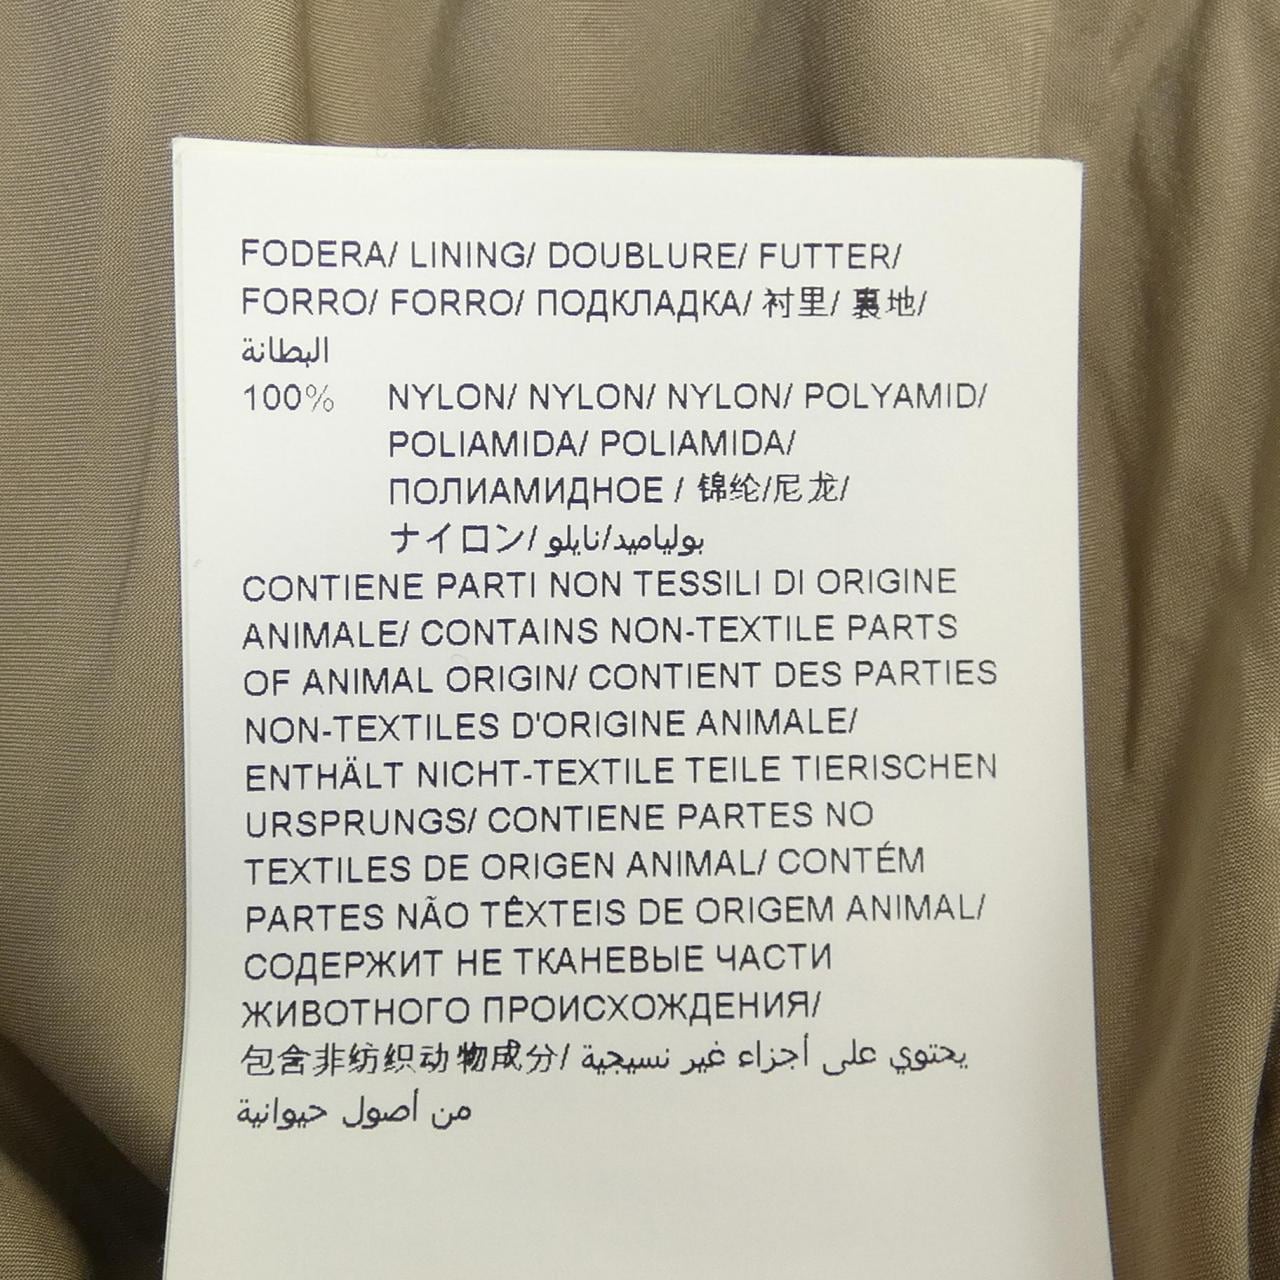 FODERA/ LINING/ DOUBLURE/ FUTTER/
FORRO/ FORRO/ ПОДКЛАДКА/ 衬里/ 裏地/
البطانة
100% NYLON/ NYLON/ NYLON/ POLYAMID/
POLIAMIDA/ POLIAMIDA/
ПОЛИАМИДНОЕ / 锦纶/尼龙/
ナイロン/ بولياميد/نايلو
CONTIENE PARTI NON TESSILI DI ORIGINE
ANIMALE/ CONTAINS NON-TEXTILE PARTS
OF ANIMAL ORIGIN/ CONTIENT DES PARTIES
NON-TEXTILES D'ORIGINE ANIMALE/
ENTHÄLT NICHT-TEXTILE TEILE TIERISCHEN
URSPRUNGS/ CONTIENE PARTES NO
TEXTILES DE ORIGEN ANIMAL/ CONTÉM
PARTES NÃO TÊXTEIS DE ORIGEM ANIMAL/
СОДЕРЖИТ НЕ ТКАНЕВЫЕ ЧАСТИ
ЖИВОТНОГО ПРОИСХОЖДЕНИЯ/
包含非纺织动物成分/ يحتوي على أجزاء غير نسيجية
من أصول حيوانية